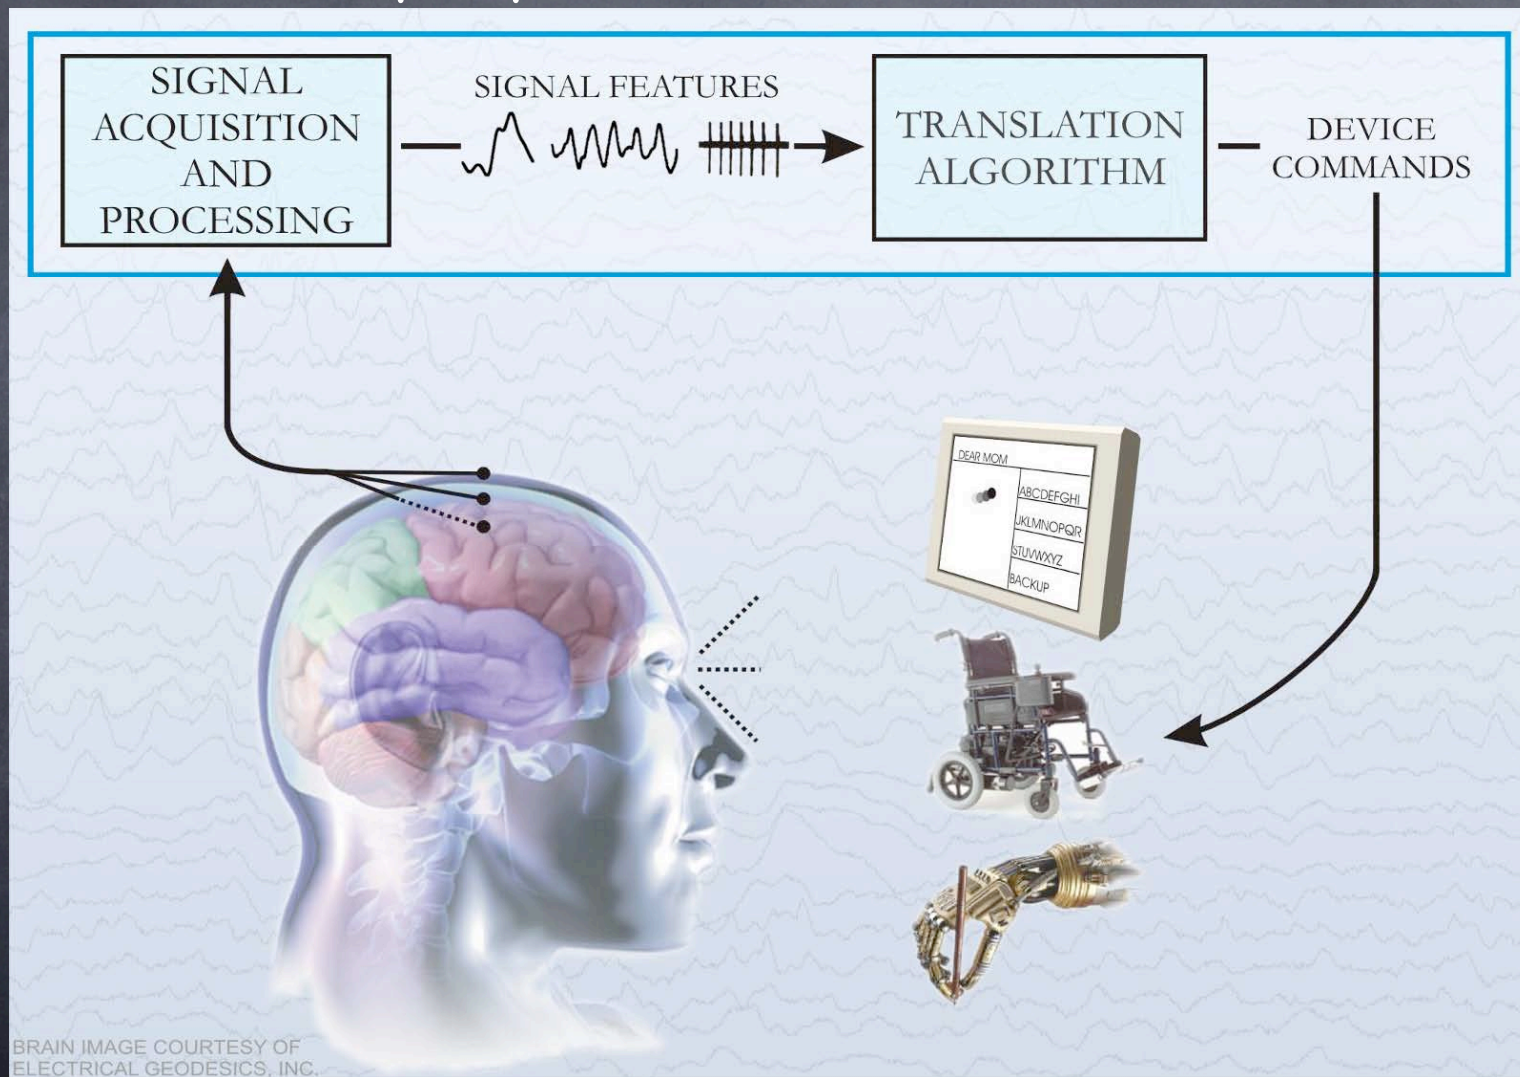 SIGNAL
ACQUISITION
AND
PROCESSING
SIGNAL FEATURES
TRANSLATION
ALGORITHM
DEVICE
COMMANDS
DEAR MOM
ABCDEFGHI
JKLMNOPQR
STUVWXYZ
BACKUP
BRAIN IMAGE COURTESY OF
ELECTRICAL GEODESICS, INC.